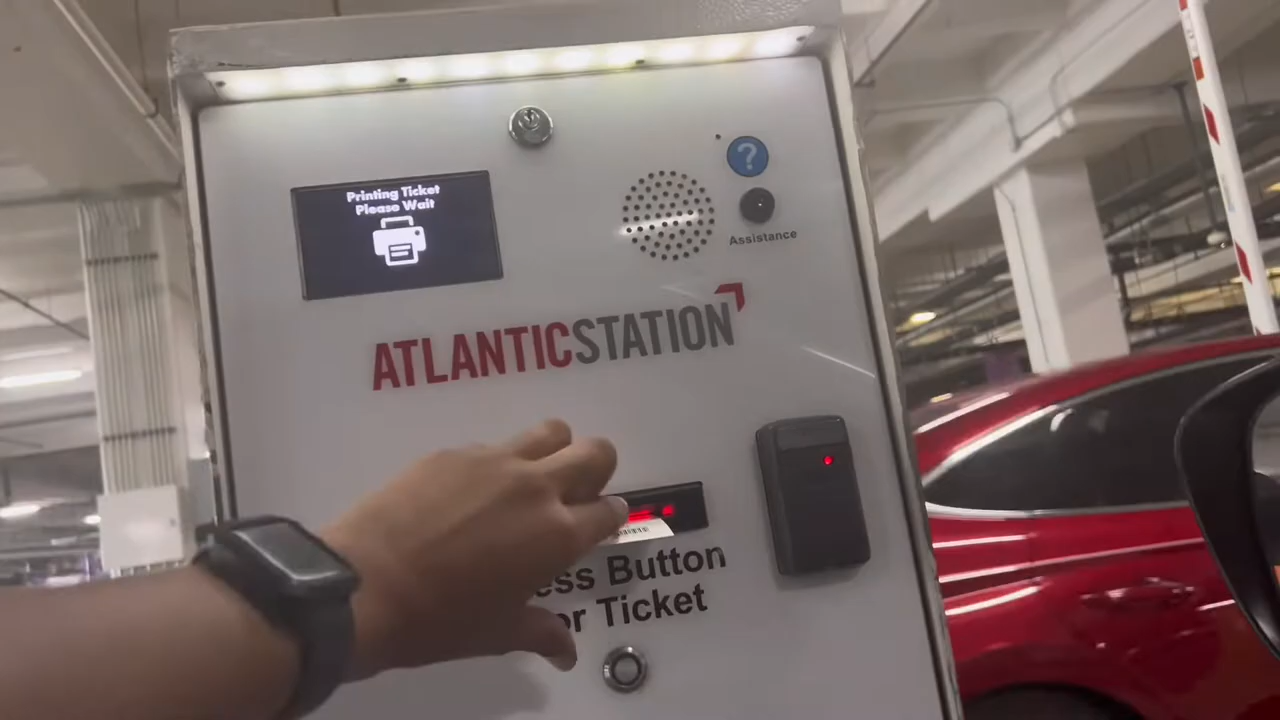 Printing Ticket
Please Wait
?
Assistance
ATLANTICSTATION
ess Button
or Ticket